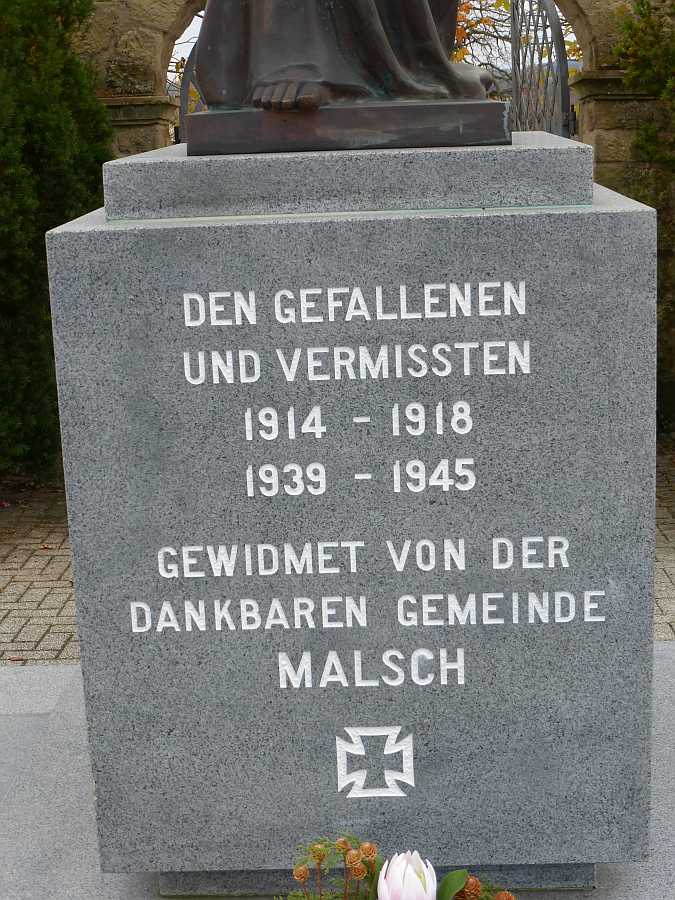 DEN GEFALLENEN
UND VERMISSTEN
1914 - 1918
1939 - 1945
GEWIDMET VON DER
DANKBAREN GEMEINDE
MALSCH